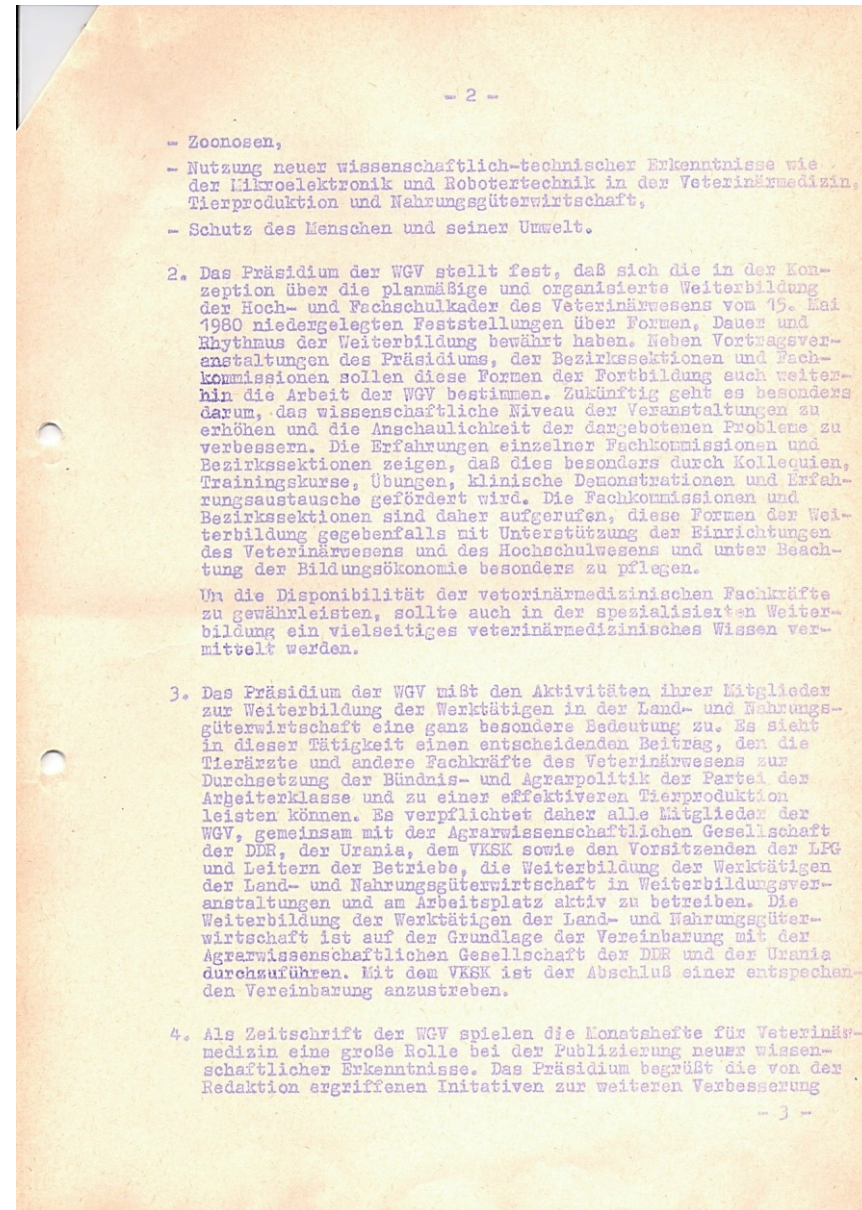 - 2 -
- Zoonosen,
- Nutzung neuer wissenschaftlich-technischer Erkenntnisse wie
der Mikroelektronik und Robotertechnik in der Veterinärmedizin,
Tierproduktion und Nahrungsgüterwirtschaft,
- Schutz des Menschen und seiner Umwelt.
2. Das Präsidium der WGV stellt fest, daß sich die in der Kon-
zeption über die planmäßige und organisierte Weiterbildung
der Hoch- und Fachschulkader des Veterinärwesens vom 15. Mai
1980 niedergelegten Feststellungen über Formen, Dauer und
Rhythmus der Weiterbildung bewährt haben. Neben Vortragsver-
anstaltungen des Präsidiums, der Bezirkssektionen und Fach-
kommissionen sollen diese Formen der Fortbildung auch weiter-
hin die Arbeit der WGV bestimmen. Zukünftig geht es besonders
darum, das wissenschaftliche Niveau der Veranstaltungen zu
erhöhen und die Anschaulichkeit der dargebotenen Probleme zu
verbessern. Die Erfahrungen einzelner Fachkommissionen und
Bezirkssektionen zeigen, daß dies besonders durch Kollequien,
Trainingskurse, Übungen, klinische Demonstrationen und Erfah-
rungsaustausche gefördert wird. Die Fachkommissionen und
Bezirkssektionen sind daher aufgerufen, diese Formen der Wei-
terbildung gegebenfalls mit Unterstützung der Einrichtungen
des Veterinärwesens und des Hochschulwesens und unter Beach-
tung der Bildungsökonomie besonders zu pflegen.
Um die Disponibilität der vetorinärmedizinischen Fachkräfte
zu gewährleisten, sollte auch in der spezialisierten Weiter-
bildung ein vielseitiges veterinärmedizinisches Wissen ver-
mittelt werden.
3. Das Präsidium der WGV mißt den Aktivitäten ihrer Mitglieder
zur Weiterbildung der Werktätigen in der Land- und Nahrungs-
güterwirtschaft eine ganz besondere Bedeutung zu. Es sieht
in dieser Tätigkeit einen entscheidenden Beitrag, den die
Tierärzte und andere Fachkräfte des Veterinärwesens zur
Durchsetzung der Bündnis- und Agrarpolitik der Partei der
Arbeiterklasse und zu einer effektiveren Tierproduktion
leisten können. Es verpflichtet daher alle Mitglieder der
WGV, gemeinsam mit der Agrarwissenschaftlichen Gesellschaft
der DDR, der Urania, dem VKSK sowie den Vorsitzenden der LPG
und Leitern der Betriebe, die Weiterbildung der Werktätigen
der Land- und Nahrungsgüterwirtschaft in Weiterbildungsver-
anstaltungen und am Arbeitsplatz aktiv zu betreiben. Die
Weiterbildung der Werktätigen der Land- und Nahrungsgüter-
wirtschaft ist auf der Grundlage der Vereinbarung mit der
Agrarwissenschaftlichen Gesellschaft der DDR und der Urania
durchzuführen. Mit dem VKSK ist der Abschluß einer entspechen-
den Vereinbarung anzustreben.
4. Als Zeitschrift der WGV spielen die Monatshefte für Veterinär-
medizin eine große Rolle bei der Publizierung neuer wissen-
schaftlicher Erkenntnisse. Das Präsidium begrüßt die von der
Redaktion ergriffenen Initativen zur weiteren Verbesserung
- 3 -